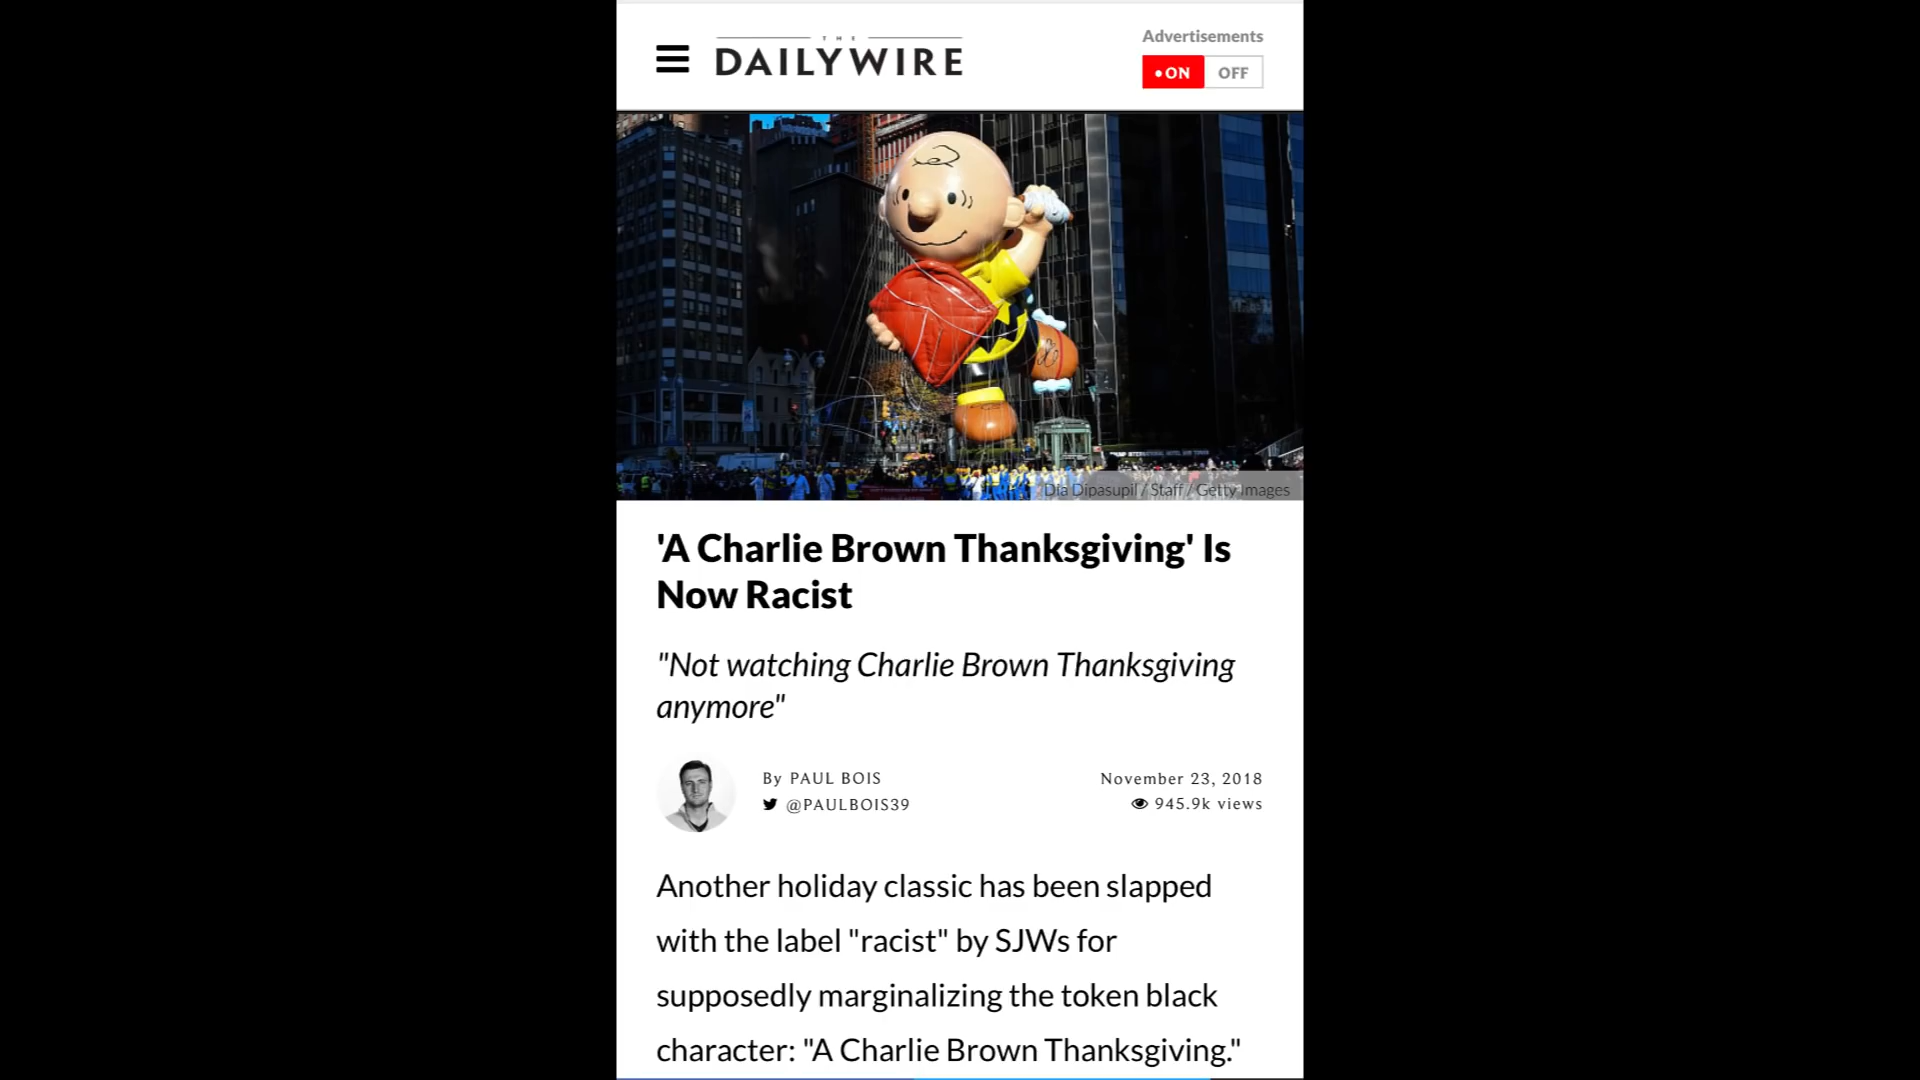 THE
DAILYWIRE
Advertisements
• ON OFF
Dia Dipasupil / Staff / Getty Images
'A Charlie Brown Thanksgiving' Is
Now Racist
"Not watching Charlie Brown Thanksgiving
anymore"
By PAUL BOIS
@PAULBOIS39
November 23, 2018
945.9k views
Another holiday classic has been slapped
with the label "racist" by SJWs for
supposedly marginalizing the token black
character: "A Charlie Brown Thanksgiving."